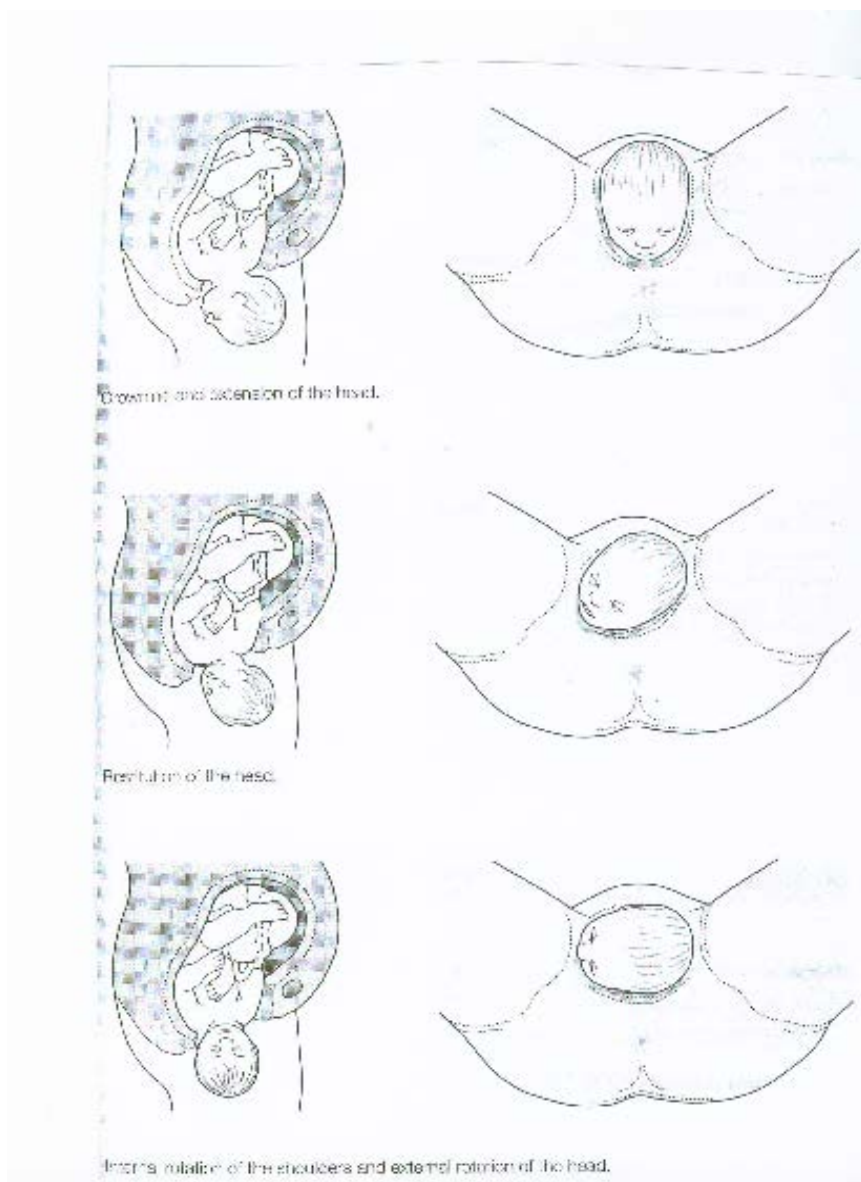 Crowning and extension of the head.
Restitution of the head.
Internal rotation of the shoulders and external rotation of the head.